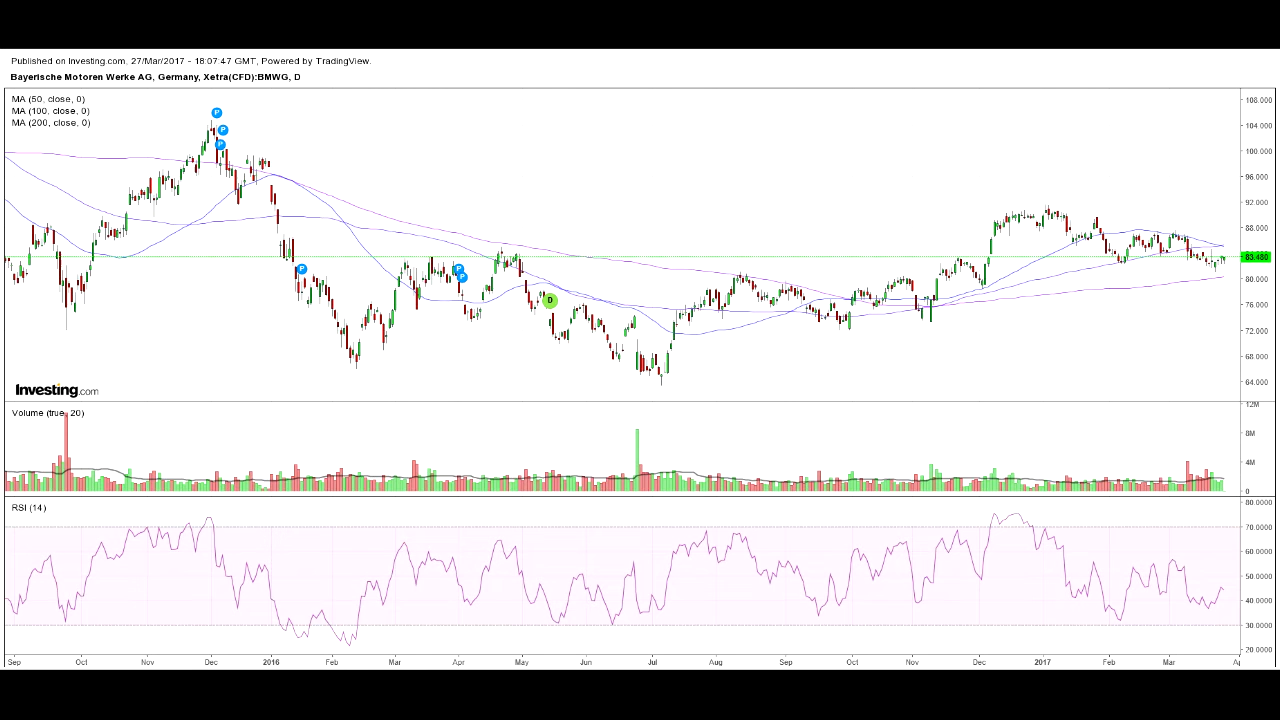 Published on Investing.com, 27/Mar/2017 - 18:07:47 GMT, Powered by TradingView.
Bayerische Motoren Werke AG, Germany, Xetra(CFD):BMWG, D
MA (50, close, 0)
MA (100, close, 0)
MA (200, close, 0)
P
P
P
P
P
P
D
108.000
104.000
100.000
96.000
92.000
88.000
83.480
80.000
76.000
72.000
68.000
64.000
Investing.com
Volume (true, 20)
12M
8M
4M
0
RSI (14)
80.0000
70.0000
60.0000
50.0000
40.0000
30.0000
20.0000
Sep Oct Nov Dec 2016 Feb Mar Apr May Jun Jul Aug Sep Oct Nov Dec 2017 Feb Mar